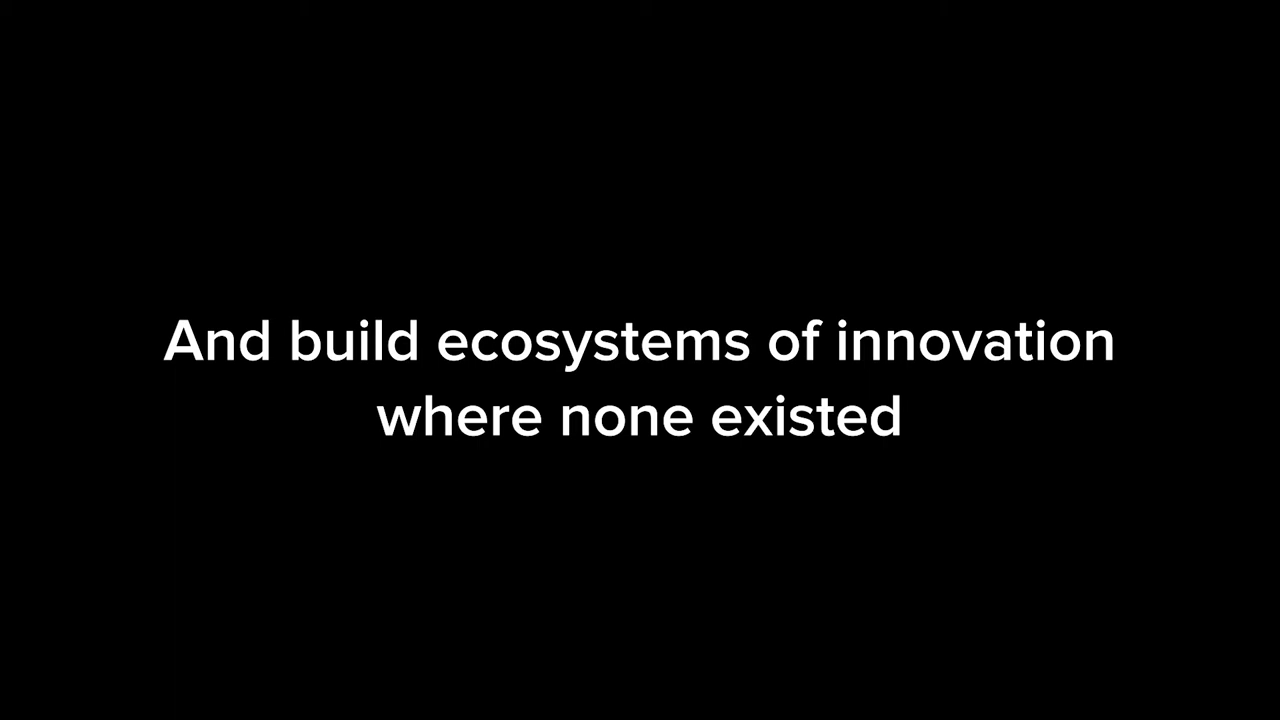 And build ecosystems of innovation
where none existed